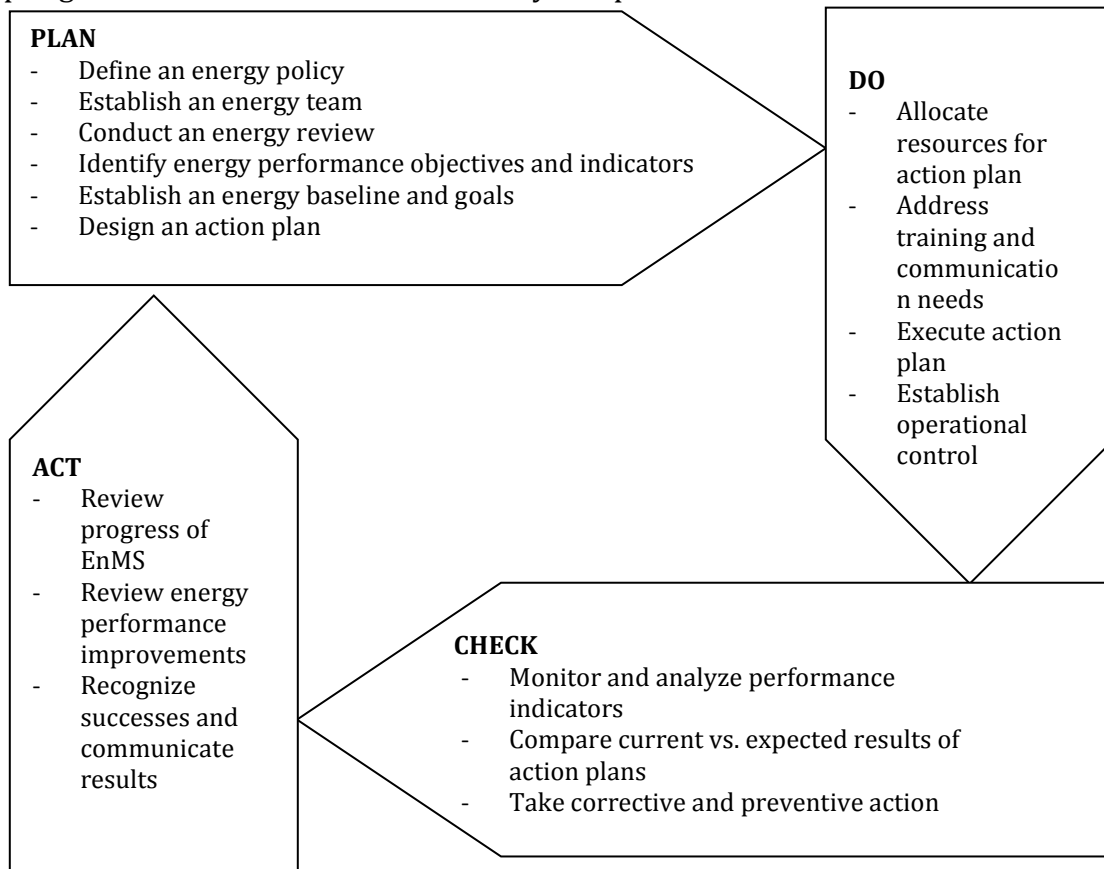 PLAN
- Define an energy policy
- Establish an energy team
- Conduct an energy review
- Identify energy performance objectives and indicators
- Establish an energy baseline and goals
- Design an action plan
DO
- Allocate
resources for
action plan
- Address
training and
communicatio
n needs
- Execute action
plan
- Establish
operational
control
CHECK
- Monitor and analyze performance
indicators
- Compare current vs. expected results of
action plans
- Take corrective and preventive action
ACT
- Review
progress of
EnMS
- Review energy
performance
improvements
- Recognize
successes and
communicate
results